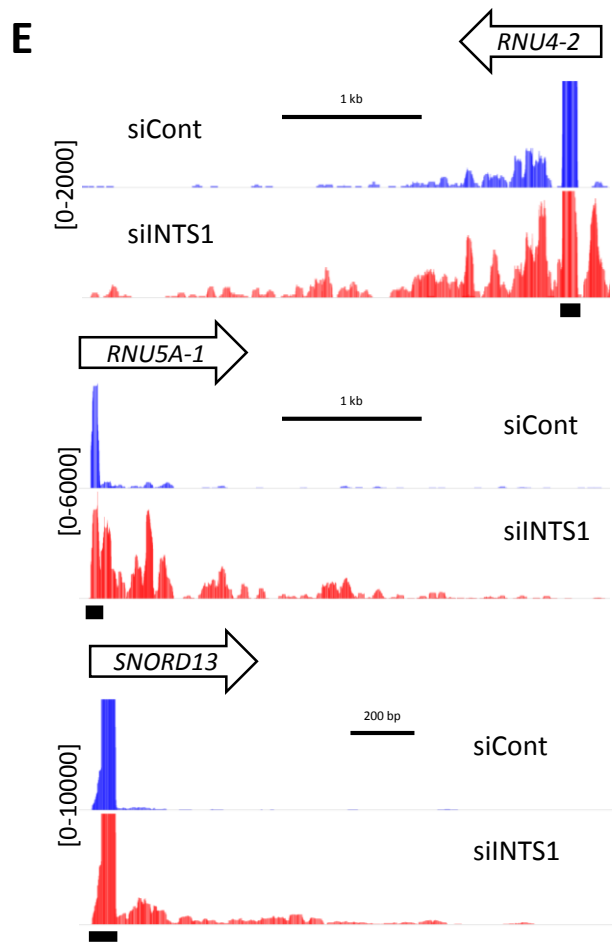 E
RNU4-2
1 kb
siCont
[0-2000]
siINTS1
RNU5A-1
1 kb
siCont
[0-6000]
siINTS1
SNORD13
200 bp
siCont
[0-10000]
siINTS1